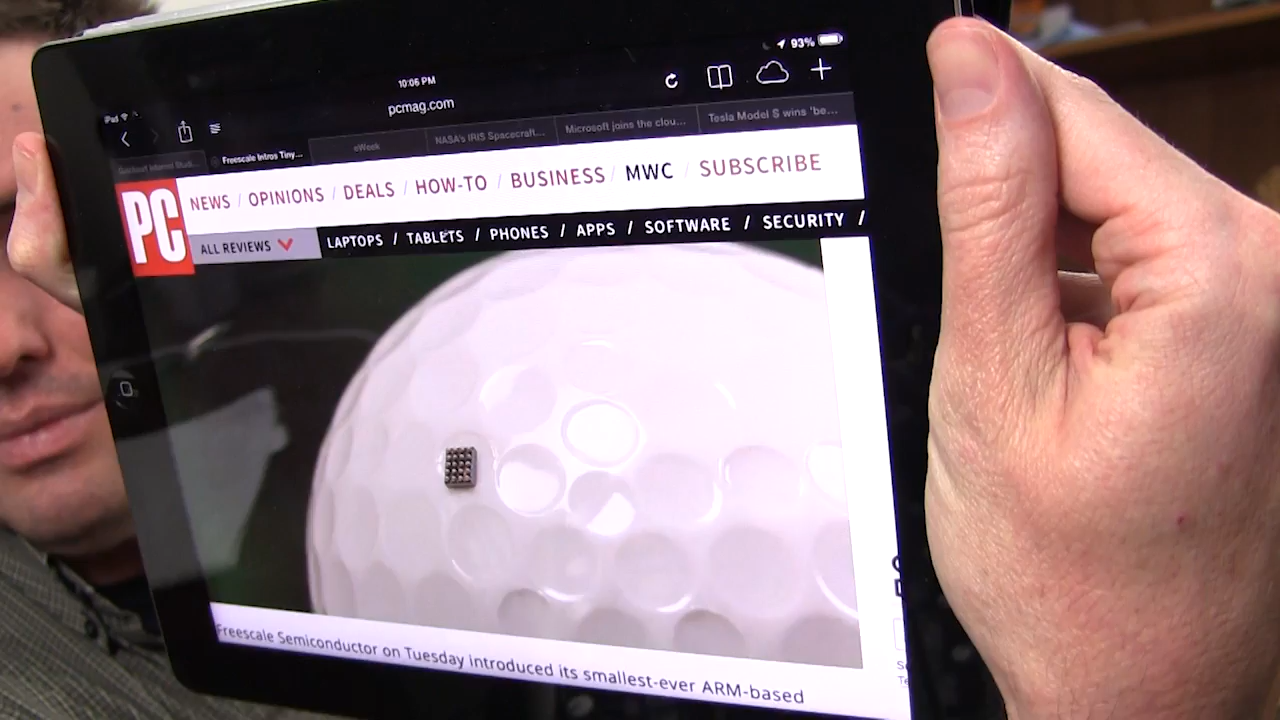 93%
10:06 PM
iPad
pcmag.com
Freescale Intros Tiny...
eWeek
NASA's IRIS Spacecraft...
Microsoft joins the clou...
Tesla Model S wins 'be...
PC
NEWS / OPINIONS / DEALS / HOW-TO / BUSINESS / MWC / SUBSCRIBE
ALL REVIEWS
LAPTOPS / TABLETS / PHONES / APPS / SOFTWARE / SECURITY /
Freescale Semiconductor on Tuesday introduced its smallest-ever ARM-based